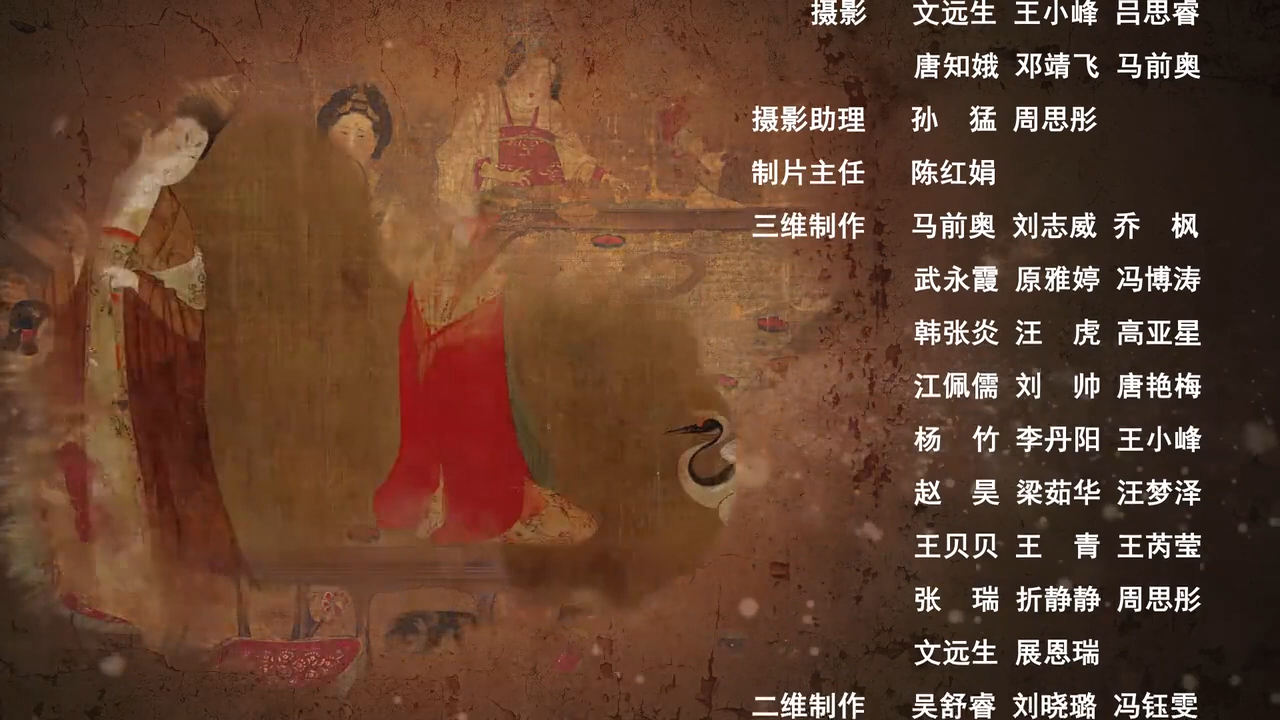 摄影 文远生 王小峰 吕思睿
唐知娥 邓靖飞 马前奥
摄影助理 孙 猛 周思彤
制片主任 陈红娟
三维制作 马前奥 刘志威 乔 枫
武永霞 原雅婷 冯博涛
韩张炎 汪 虎 高亚星
江佩儒 刘 帅 唐艳梅
杨 竹 李丹阳 王小峰
赵 昊 梁茹华 汪梦泽
王贝贝 王 青 王芮莹
张 瑞 折静静 周思彤
文远生 展恩瑞
二维制作 吴舒睿 刘晓璐 冯钰雯